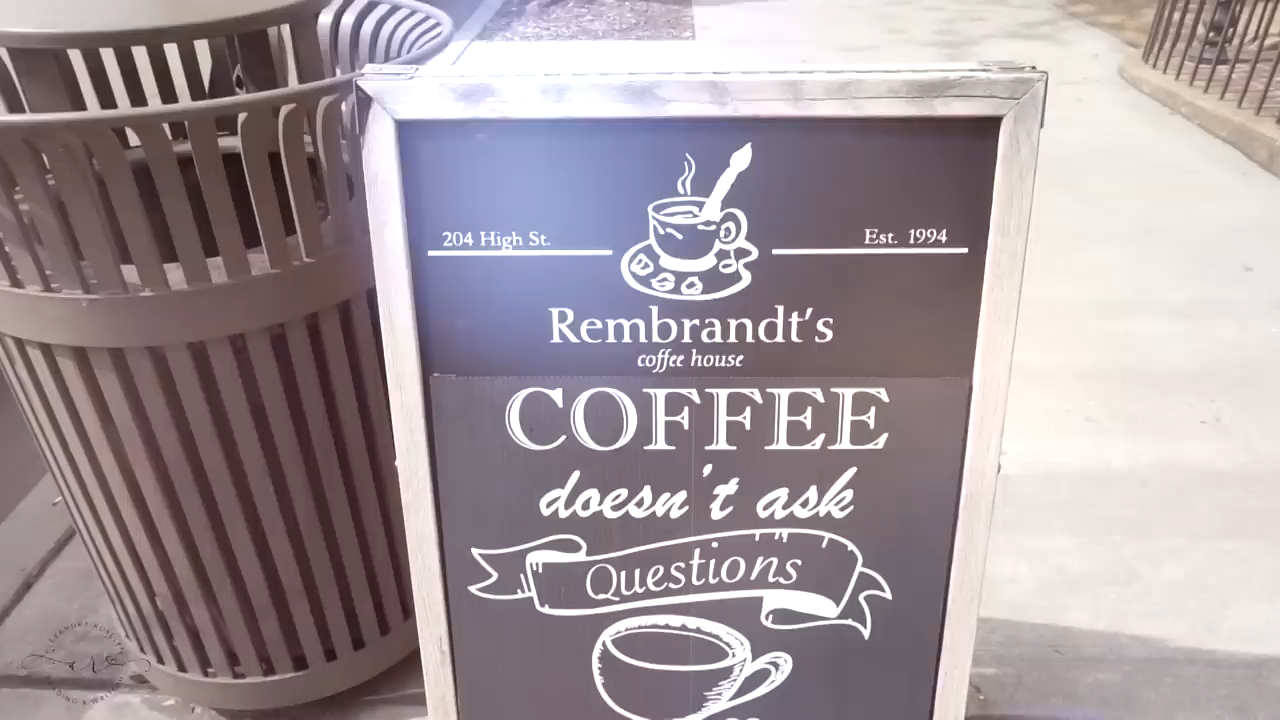 204 High St.
Est. 1994
Rembrandt's
coffee house
COFFEE
doesn't ask
Questions